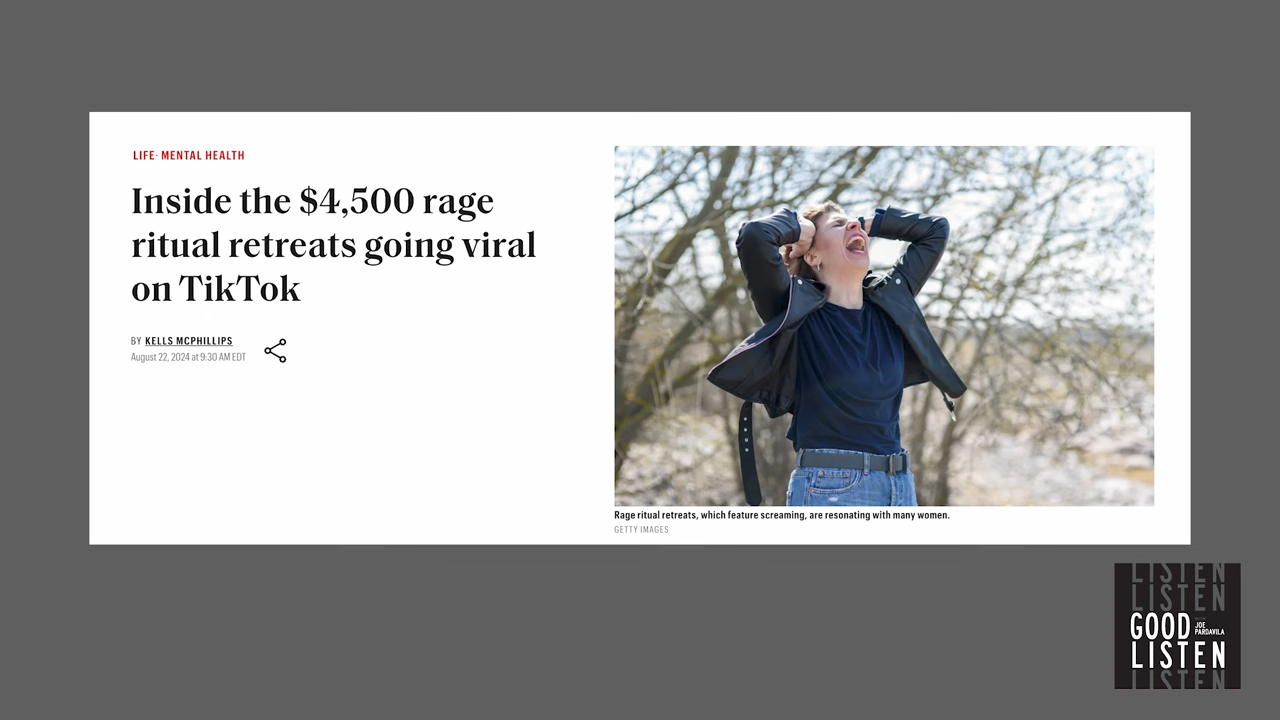 LIFE· MENTAL HEALTH
Inside the $4,500 rage
ritual retreats going viral
on TikTok
BY KELLS MCPHILLIPS
August 22, 2024 at 9:30 AM EDT
Rage ritual retreats, which feature screaming, are resonating with many women.
GETTY IMAGES
LISTEN
LISTEN
GOOD
WITH
JOE
PARDAVILA
LISTEN
LISTEN